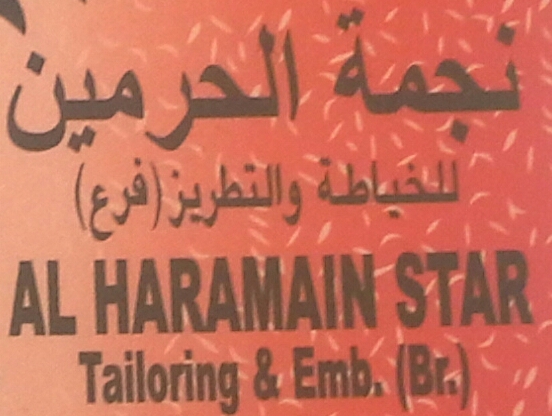 نجمة الحرمين
للخياطة والتطريز (فرع)
AL HARAMAIN STAR
Tailoring & Emb. (Br.)